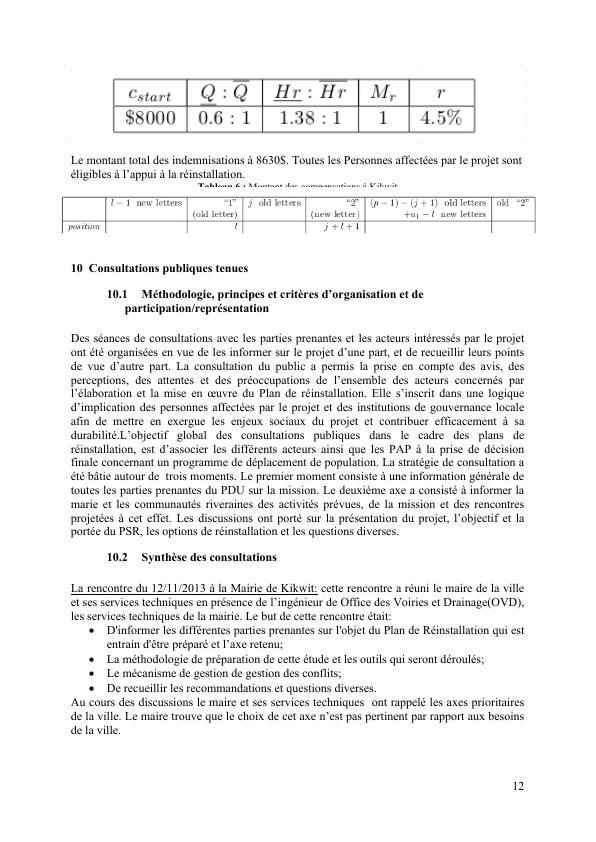 c_start Q : Q̅ Hr : H̅r̅ M_r r
$8000 0.6 : 1 1.38 : 1 1 4.5%
Le montant total des indemnisations à 8630$. Toutes les Personnes affectées par le projet sont
éligibles à l'appui à la réinstallation.
Tableau 6 : Montant des compensations à Kikwit
l − 1 new letters "1" j old letters "2" (p − 1) − (j + 1) old letters old "2"
(old letter) (new letter) +a₁ − l new letters
position l j + l + 1
10 Consultations publiques tenues
10.1 Méthodologie, principes et critères d'organisation et de
participation/représentation
Des séances de consultations avec les parties prenantes et les acteurs intéressés par le projet
ont été organisées en vue de les informer sur le projet d'une part, et de recueillir leurs points
de vue d'autre part. La consultation du public a permis la prise en compte des avis, des
perceptions, des attentes et des préoccupations de l'ensemble des acteurs concernés par
l'élaboration et la mise en œuvre du Plan de réinstallation. Elle s'inscrit dans une logique
d'implication des personnes affectées par le projet et des institutions de gouvernance locale
afin de mettre en exergue les enjeux sociaux du projet et contribuer efficacement à sa
durabilité.L'objectif global des consultations publiques dans le cadre des plans de
réinstallation, est d'associer les différents acteurs ainsi que les PAP à la prise de décision
finale concernant un programme de déplacement de population. La stratégie de consultation a
été bâtie autour de trois moments. Le premier moment consiste à une information générale de
toutes les parties prenantes du PDU sur la mission. Le deuxième axe a consisté à informer la
marie et les communautés riveraines des activités prévues, de la mission et des rencontres
projetées à cet effet. Les discussions ont porté sur la présentation du projet, l'objectif et la
portée du PSR, les options de réinstallation et les questions diverses.
10.2 Synthèse des consultations
La rencontre du 12/11/2013 à la Mairie de Kikwit: cette rencontre a réuni le maire de la ville
et ses services techniques en présence de l'ingénieur de Office des Voiries et Drainage(OVD),
les services techniques de la mairie. Le but de cette rencontre était:
• D'informer les différentes parties prenantes sur l'objet du Plan de Réinstallation qui est
entrain d'être préparé et l'axe retenu;
• La méthodologie de préparation de cette étude et les outils qui seront déroulés;
• Le mécanisme de gestion de gestion des conflits;
• De recueillir les recommandations et questions diverses.
Au cours des discussions le maire et ses services techniques ont rappelé les axes prioritaires
de la ville. Le maire trouve que le choix de cet axe n'est pas pertinent par rapport aux besoins
de la ville.
12